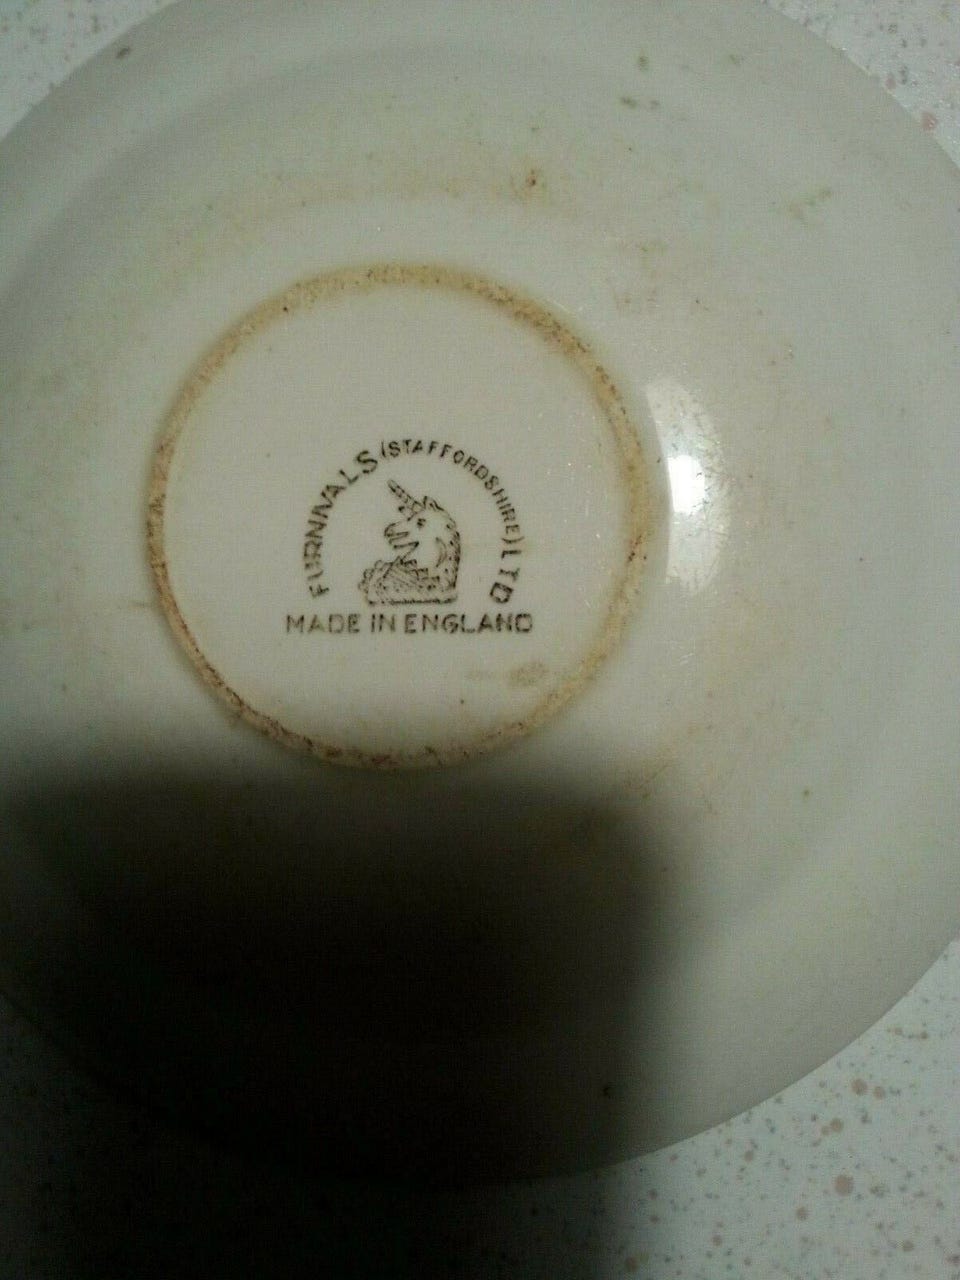 FURNIVALS (STAFFORDSHIRE) LTD
MADE IN ENGLAND